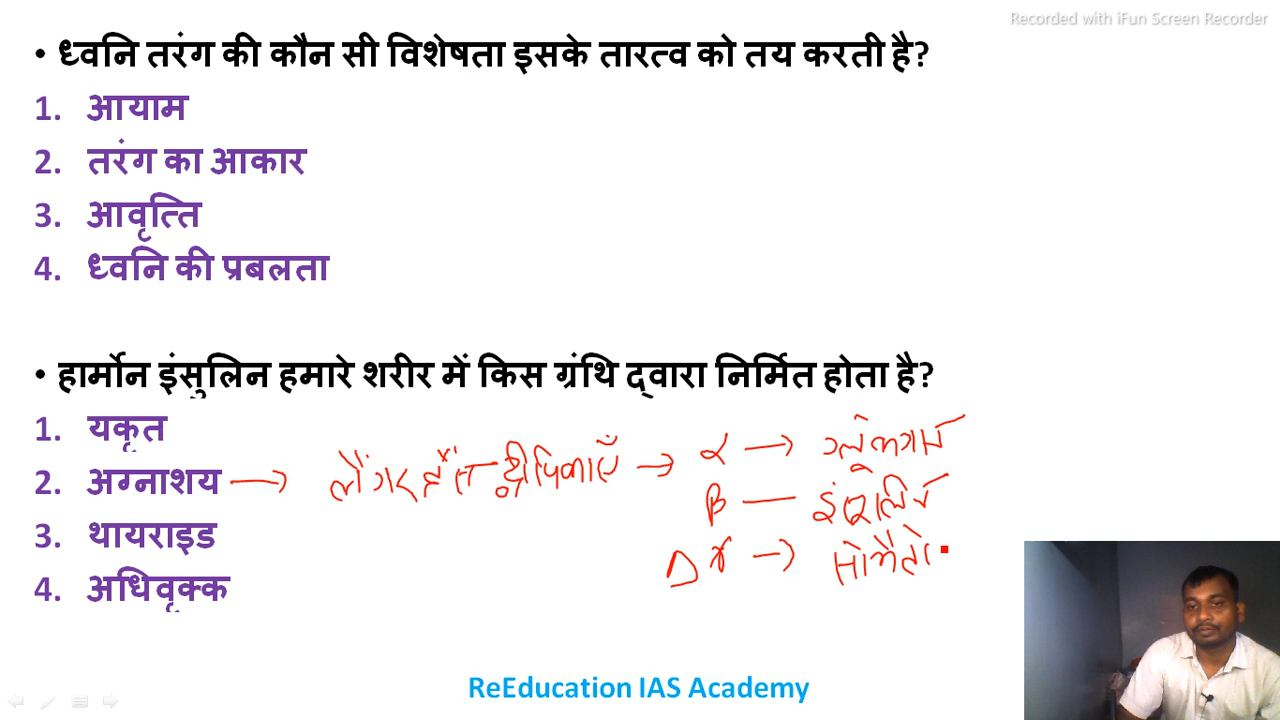 Recorded with iFun Screen Recorder
• ध्वनि तरंग की कौन सी विशेषता इसके तारत्व को तय करती है?
1. आयाम
2. तरंग का आकार
3. आवृत्ति
4. ध्वनि की प्रबलता
• हार्मोन इंसुलिन हमारे शरीर में किस ग्रंथि द्वारा निर्मित होता है?
1. यकृत
2. अग्नाशय → लैंगरहैंस द्वीपिकाएँ → α → ग्लूकागान
β — इंसुलिन
3. थायराइड
Δ γ → सोमैतो
4. अधिवृक्क
ReEducation IAS Academy